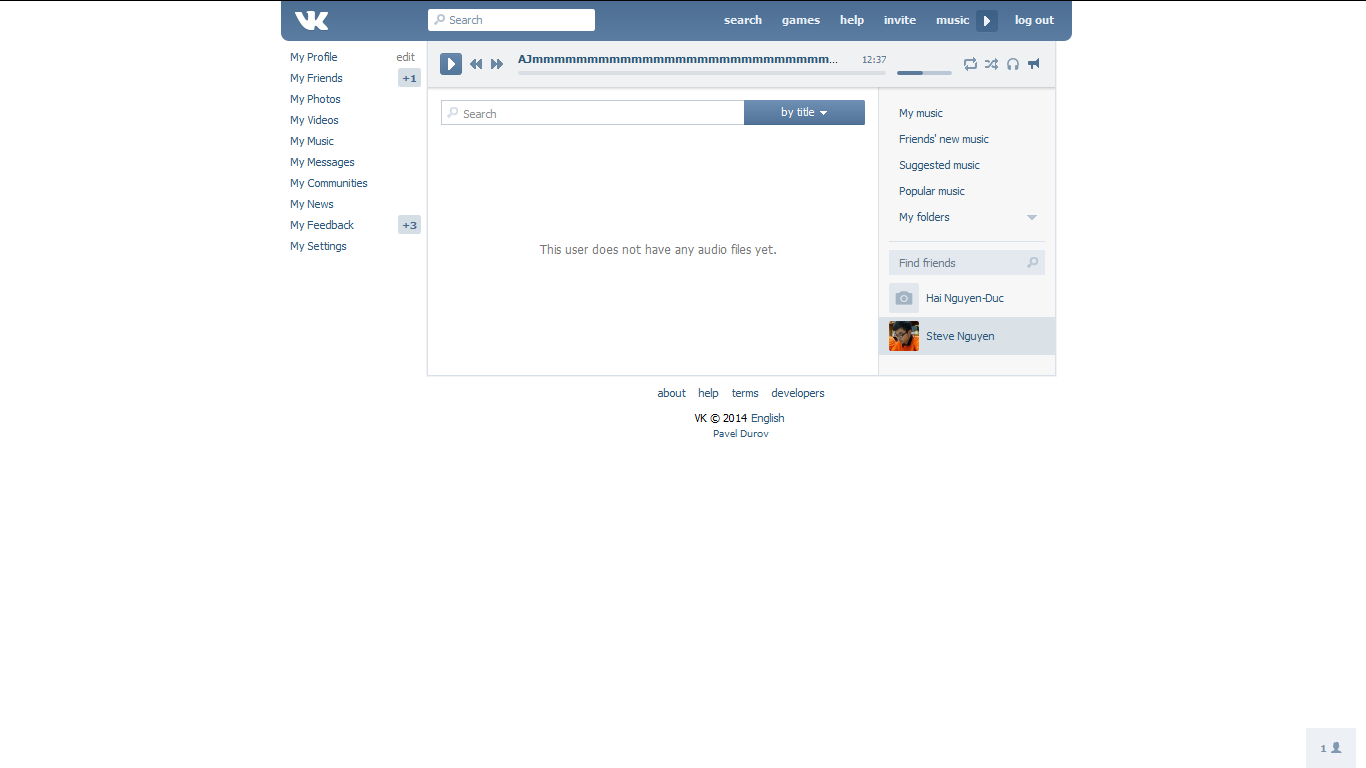 VK
Search
search games help invite music log out
My Profile edit
My Friends +1
My Photos
My Videos
My Music
My Messages
My Communities
My News
My Feedback +3
My Settings
AJmmmmmmmmmmmmmmmmmmmmmmmmmmm... 12:37
Search by title
This user does not have any audio files yet.
My music
Friends' new music
Suggested music
Popular music
My folders
Find friends
Hai Nguyen-Duc
Steve Nguyen
about help terms developers
VK © 2014 English
Pavel Durov
1